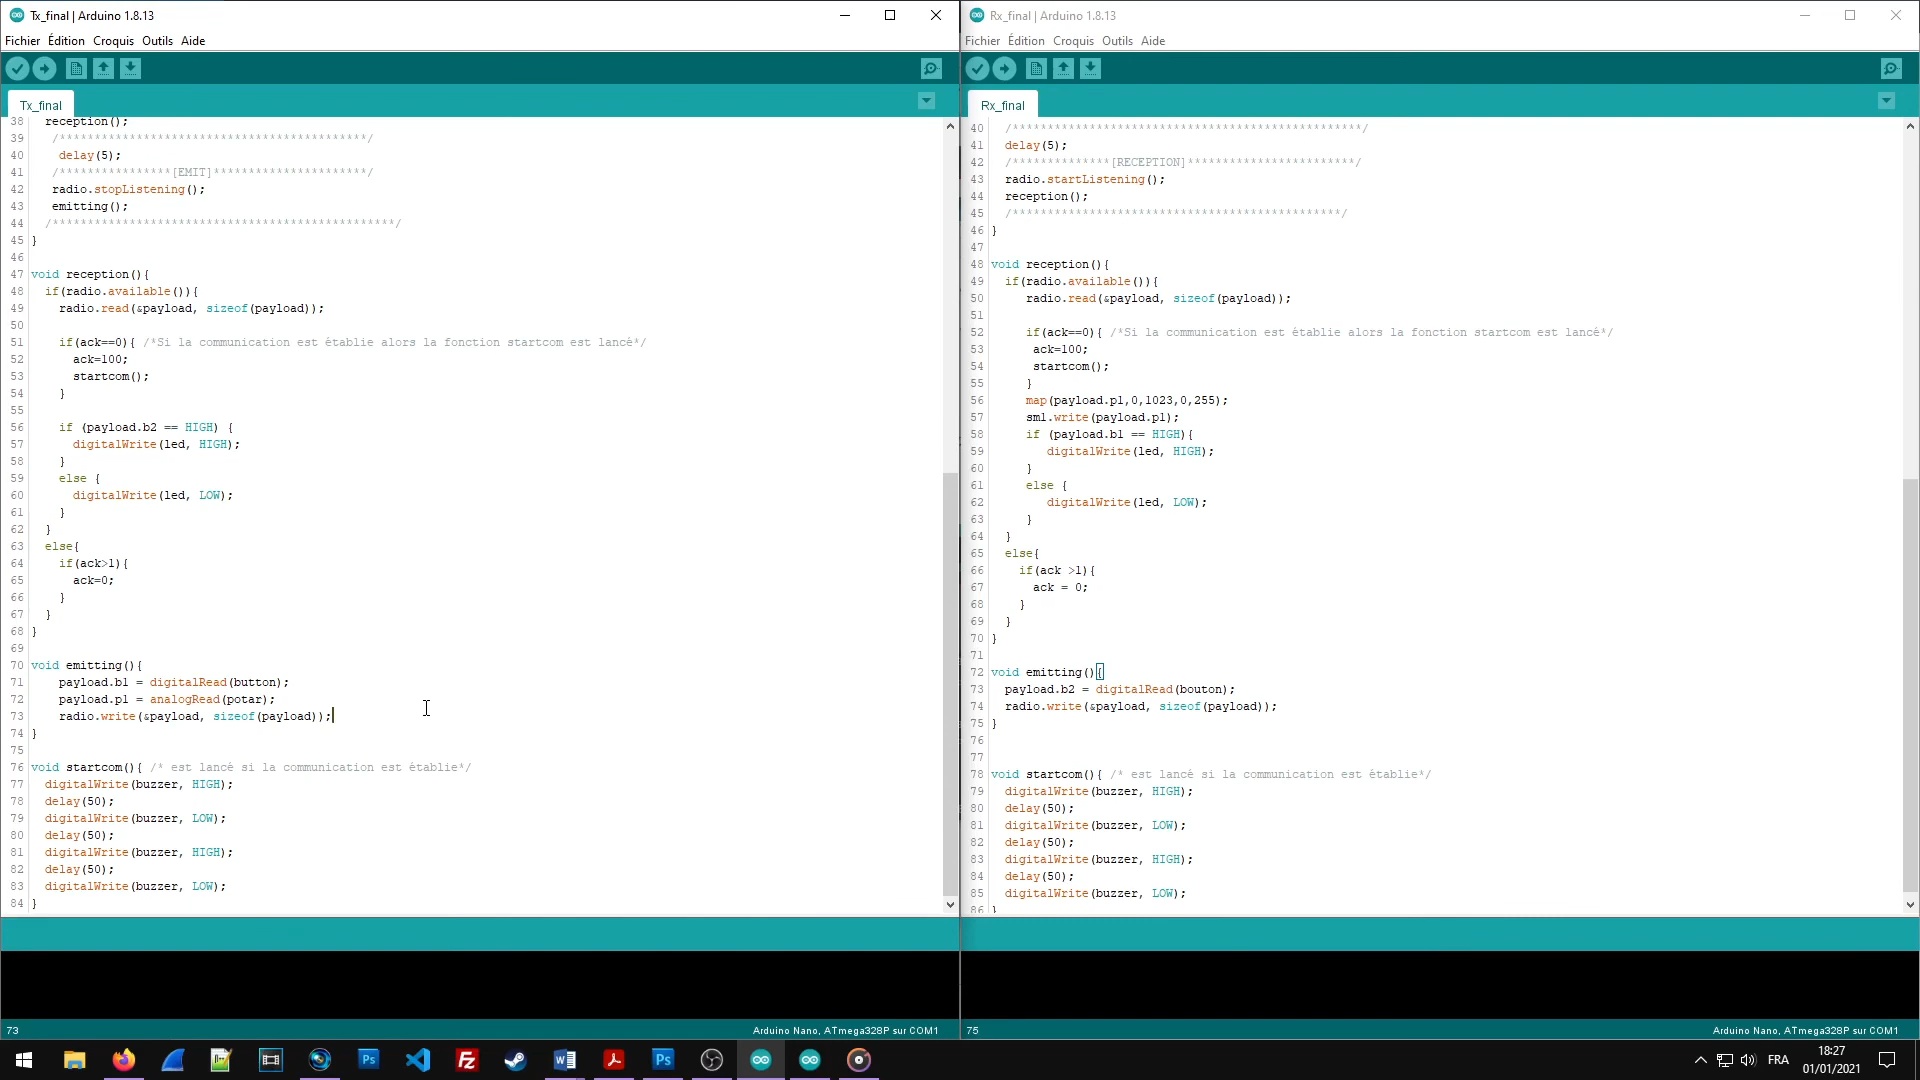 Tx_final | Arduino 1.8.13
Fichier Édition Croquis Outils Aide
Tx_final
38 reception();
39 /********************************************/
40 delay(5);
41 /****************[EMIT]**********************/
42 radio.stopListening();
43 emitting();
44 /*************************************************/
45 }
46
47 void reception(){
48 if(radio.available()){
49 radio.read(&payload, sizeof(payload));
50
51 if(ack==0){ /*Si la communication est établie alors la fonction startcom est lancé*/
52 ack=100;
53 startcom();
54 }
55
56 if (payload.b2 == HIGH) {
57 digitalWrite(led, HIGH);
58 }
59 else {
60 digitalWrite(led, LOW);
61 }
62 }
63 else{
64 if(ack>1){
65 ack=0;
66 }
67 }
68 }
69
70 void emitting(){
71 payload.b1 = digitalRead(button);
72 payload.p1 = analogRead(potar);
73 radio.write(&payload, sizeof(payload));
74 }
75
76 void startcom(){ /* est lancé si la communication est établie*/
77 digitalWrite(buzzer, HIGH);
78 delay(50);
79 digitalWrite(buzzer, LOW);
80 delay(50);
81 digitalWrite(buzzer, HIGH);
82 delay(50);
83 digitalWrite(buzzer, LOW);
84 }
73
Arduino Nano, ATmega328P sur COM1
Rx_final | Arduino 1.8.13
Fichier Édition Croquis Outils Aide
Rx_final
40 /**************************************************/
41 delay(5);
42 /**************[RECEPTION]************************/
43 radio.startListening();
44 reception();
45 /***********************************************/
46 }
47
48 void reception(){
49 if(radio.available()){
50 radio.read(&payload, sizeof(payload));
51
52 if(ack==0){ /*Si la communication est établie alors la fonction startcom est lancé*/
53 ack=100;
54 startcom();
55 }
56 map(payload.p1,0,1023,0,255);
57 sm1.write(payload.p1);
58 if (payload.b1 == HIGH){
59 digitalWrite(led, HIGH);
60 }
61 else {
62 digitalWrite(led, LOW);
63 }
64 }
65 else{
66 if(ack >1){
67 ack = 0;
68 }
69 }
70 }
71
72 void emitting(){
73 payload.b2 = digitalRead(bouton);
74 radio.write(&payload, sizeof(payload));
75 }
76
77
78 void startcom(){ /* est lancé si la communication est établie*/
79 digitalWrite(buzzer, HIGH);
80 delay(50);
81 digitalWrite(buzzer, LOW);
82 delay(50);
83 digitalWrite(buzzer, HIGH);
84 delay(50);
85 digitalWrite(buzzer, LOW);
86 }
75
Arduino Nano, ATmega328P sur COM1
Ps
Fz
Ps
FRA
18:27
01/01/2021